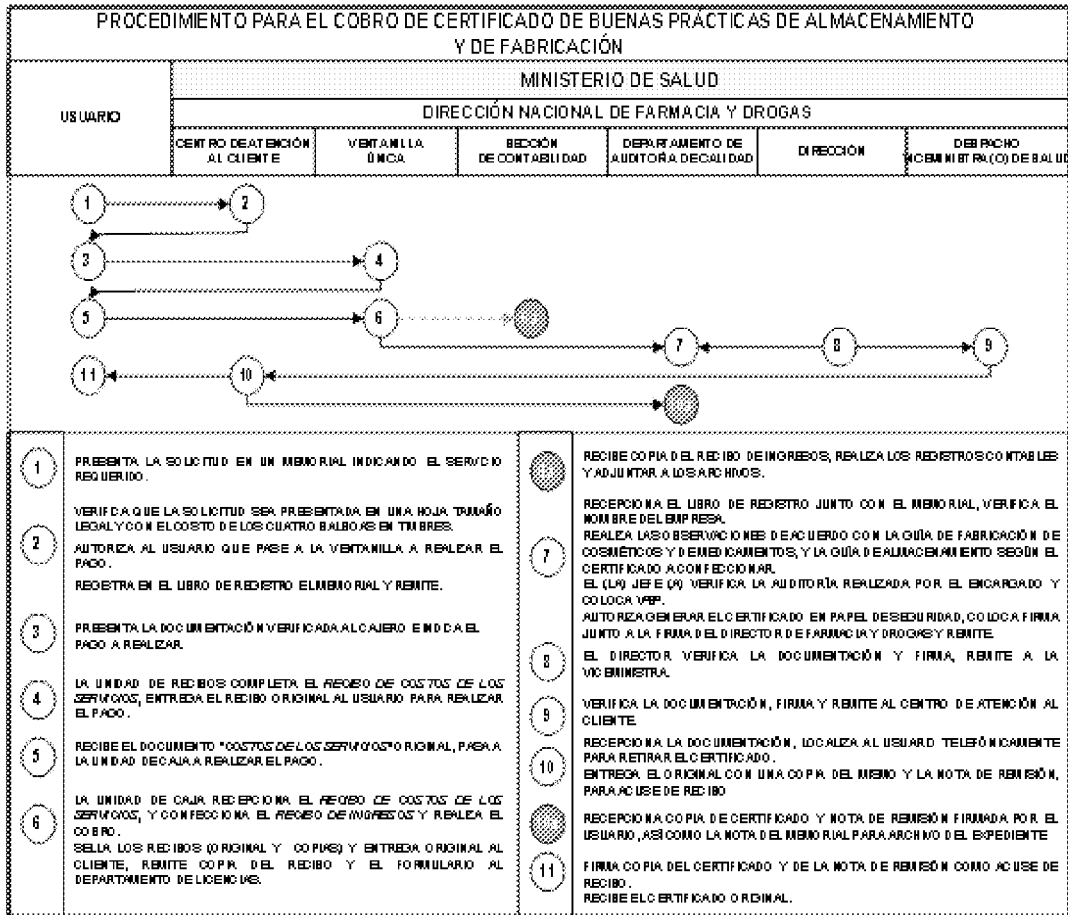 PROCEDIMIENTO PARA EL COBRO DE CERTIFICADO DE BUENAS PRÁCTICAS DE ALMACENAMIENTO
Y DE FABRICACIÓN
MINISTERIO DE SALUD
USUARIO
DIRECCIÓN NACIONAL DE FARMACIA Y DROGAS
CENTRO DE ATENCIÓN
AL CLIENTE
VENTANILLA
ÚNICA
SECCIÓN
DE CONTABILIDAD
DEPARTAMENTO DE
AUDITORÍA DE CALIDAD
DIRECCIÓN
DESPACHO
VICEMINISTRA(O) DE SALUD
1
2
3
4
5
6
7
8
9
11
10
1
PRESENTA LA SOLICITUD EN UN MEMORIAL INDICANDO EL SERVICIO
REQUERIDO.
2
VERIFICA QUE LA SOLICITUD SEA PRESENTADA EN UNA HOJA TAMAÑO
LEGAL Y CON EL COSTO DE LOS CUATRO BALBOAS EN TIMBRES.
AUTORIZA AL USUARIO QUE PASE A LA VENTANILLA A REALIZAR EL
PAGO.
REGISTRA EN EL LIBRO DE REGISTRO EL MEMORIAL Y REMITE.
3
PRESENTA LA DOCUMENTACIÓN VERIFICADA AL CAJERO E INDICA EL
PAGO A REALIZAR
4
LA UNIDAD DE RECIBOS COMPLETA EL RECIBO DE COSTOS DE LOS
SERVICIOS, ENTREGA EL RECIBO ORIGINAL AL USUARIO PARA REALIZAR
EL PAGO.
5
RECIBE EL DOCUMENTO "COSTOS DE LOS SERVICIOS" ORIGINAL, PASA A
LA UNIDAD DE CAJA A REALIZAR EL PAGO.
6
LA UNIDAD DE CAJA RECEPCIONA EL RECIBO DE COSTOS DE LOS
SERVICIOS, Y CONFECCIONA EL RECIBO DE INGRESOS Y REALIZA EL
COBRO.
SELLA LOS RECIBOS (ORIGINAL Y COPIAS) Y ENTREGA ORIGINAL AL
CLIENTE, REMITE COPIA DEL RECIBO Y EL FORMULARIO AL
DEPARTAMENTO DE LICENCIAS.
RECIBE COPIA DEL RECIBO DE INGRESOS, REALIZA LOS REGISTROS CONTABLES
Y ADJUNTAR A LOS ARCHIVOS.
7
RECEPCIONA EL LIBRO DE REGISTRO JUNTO CON EL MEMORIAL, VERIFICA EL
NOMBRE DEL EMPRESA.
REALIZA LAS OBSERVACIONES DE ACUERDO CON LA GUÍA DE FABRICACIÓN DE
COSMÉTICOS Y DE MEDICAMENTOS, Y LA GUÍA DE ALMACENAMIENTO SEGÚN EL
CERTIFICADO A CONFECCIONAR.
EL (LA) JEFE (A) VERIFICA LA AUDITORÍA REALIZADA POR EL ENCARGADO Y
COLOCA
AUTORIZA GENERAR EL CERTIFICADO EN PAPEL DE SEGURIDAD, COLOCA FIRMA
JUNTO A LA FIRMA DEL DIRECTOR DE FARMACIA Y DROGAS Y REMITE.
8
EL DIRECTOR VERIFICA LA DOCUMENTACIÓN Y FIRMA, REMITE A LA
VICEMINISTRA.
9
VERIFICA LA DOCUMENTACIÓN, FIRMA Y REMITE AL CENTRO DE ATENCIÓN AL
CLIENTE.
10
RECEPCIONA LA DOCUMENTACIÓN, LOCALIZA AL USUARIO TELEFÓNICAMENTE
PARA RETIRAR EL CERTIFICADO.
ENTREGA EL ORIGINAL CON UNA COPIA DEL MISMO Y LA NOTA DE REMISIÓN,
PARA ACUSE DE RECIBO
RECEPCIONA COPIA DE CERTIFICADO Y NOTA DE REMISIÓN FIRMADA POR EL
USUARIO, ASÍ COMO LA NOTA DEL MEMORIAL PARA ARCHIVO DEL EXPEDIENTE
11
FIRMA COPIA DEL CERTIFICADO Y DE LA NOTA DE REMISIÓN COMO ACUSE DE
RECIBO.
RECIBE EL CERTIFICADO ORIGINAL.